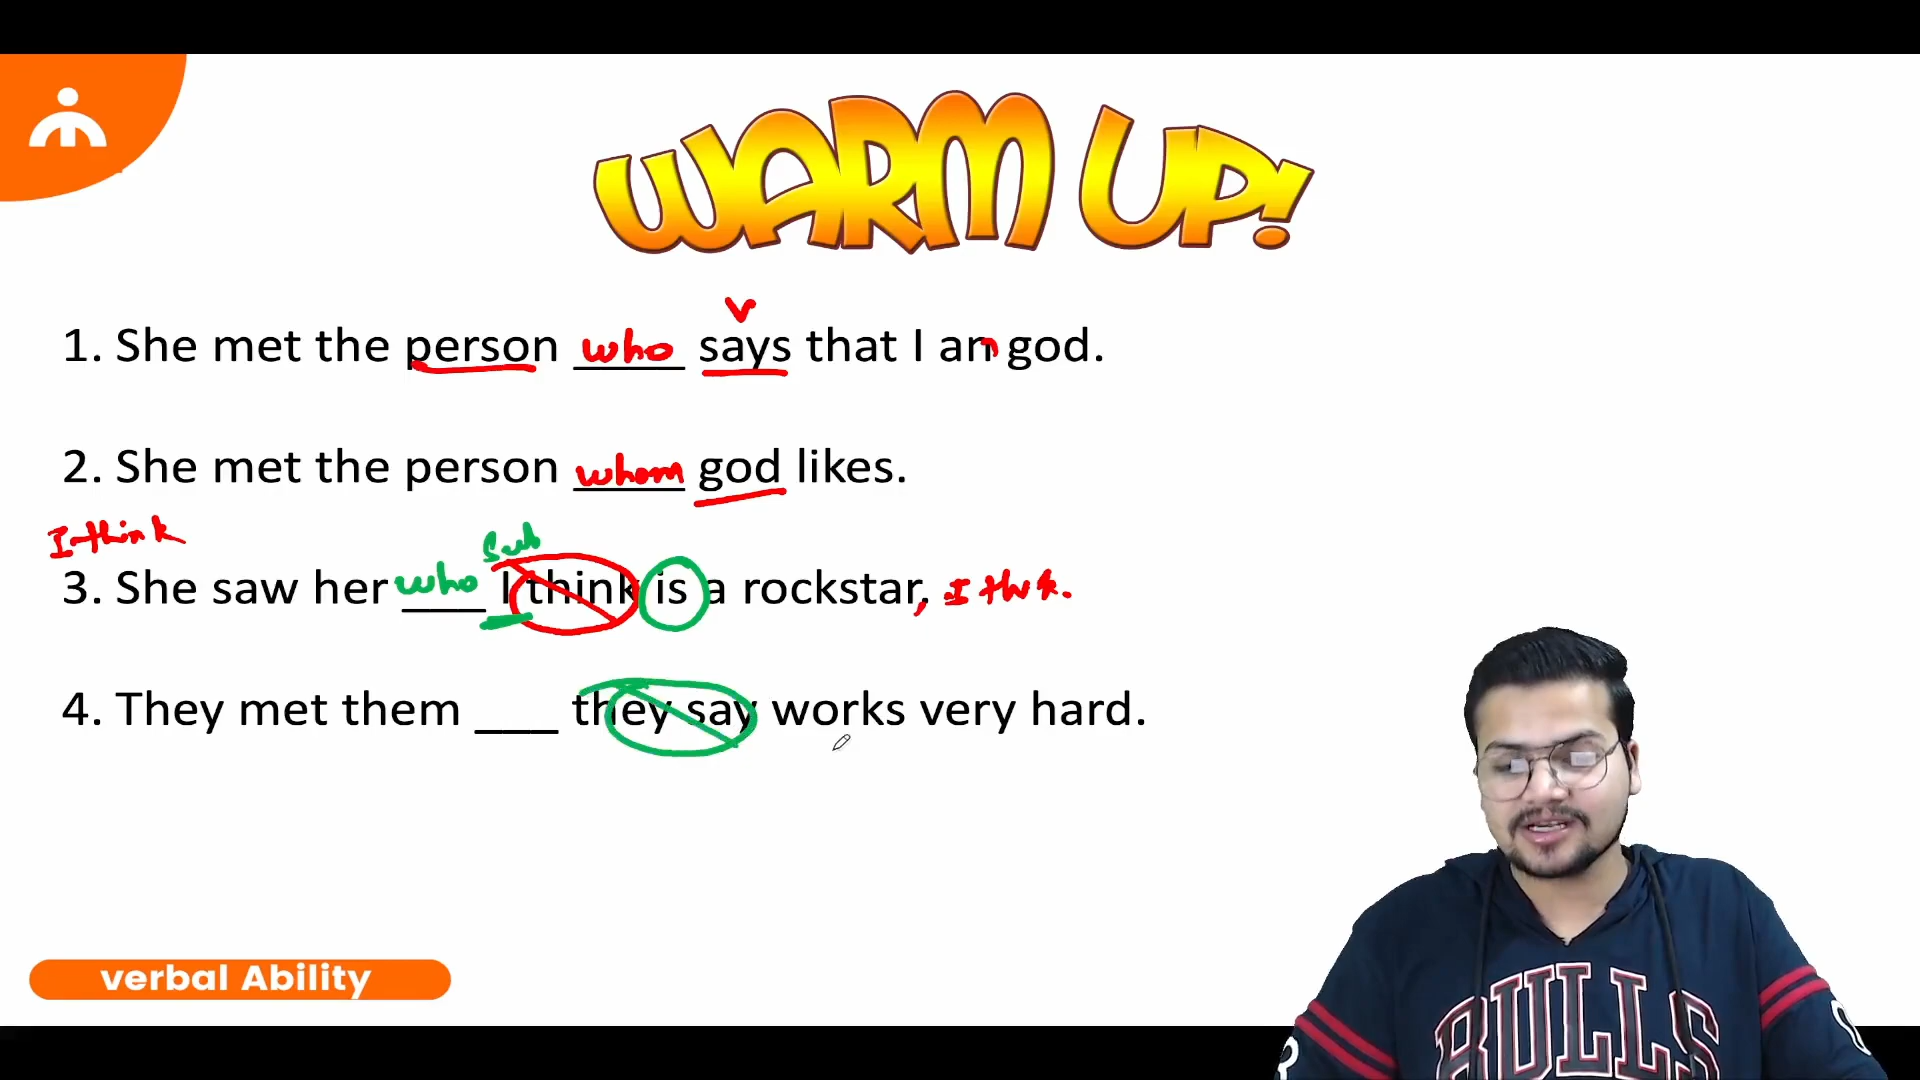 WARM UP!
v
1. She met the person who says that I am god.
2. She met the person whom god likes.
I think
Sub
3. She saw her who I think is a rockstar, I think.
4. They met them ___ they say works very hard.
verbal Ability
BULLS